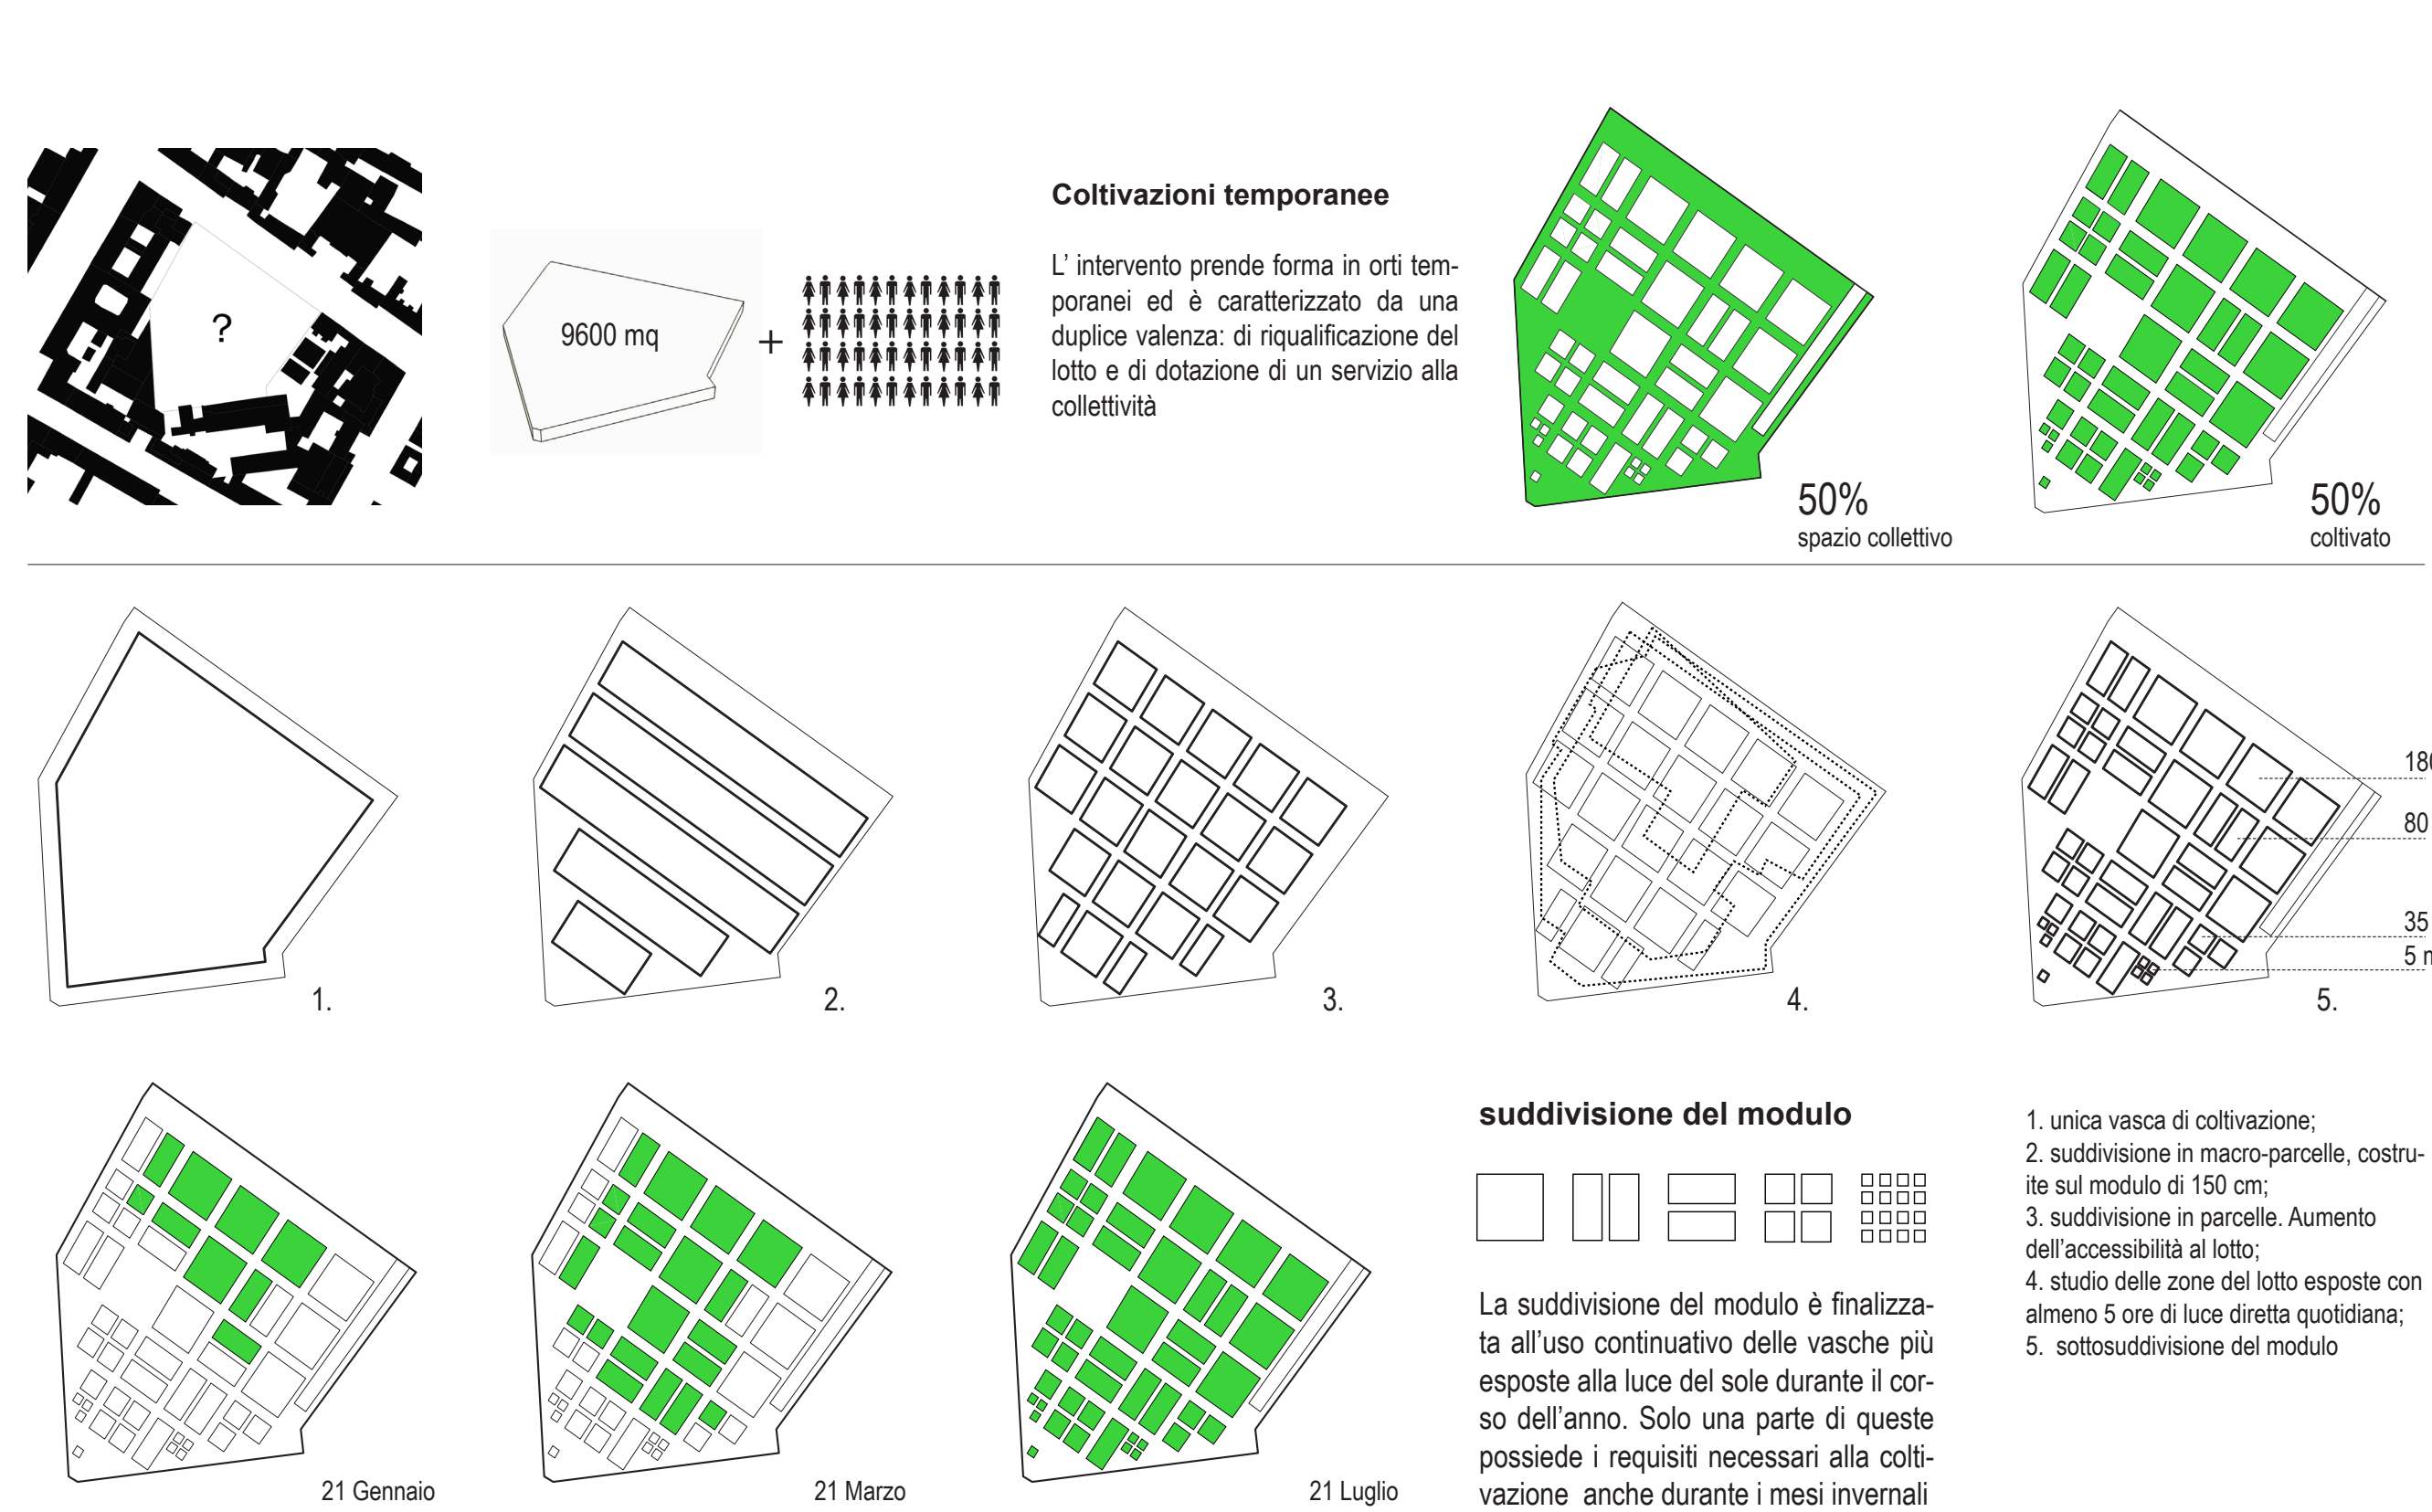 ?
9600 mq
+
Coltivazioni temporanee
L' intervento prende forma in orti tem-
poranei ed è caratterizzato da una
duplice valenza: di riqualificazione del
lotto e di dotazione di un servizio alla
collettività
50%
spazio collettivo
50%
coltivato
1.
2.
3.
4.
5.
80
35
5
21 Gennaio
21 Marzo
21 Luglio
suddivisione del modulo
La suddivisione del modulo è finalizza-
ta all'uso continuativo delle vasche più
esposte alla luce del sole durante il cor-
so dell'anno. Solo una parte di queste
possiede i requisiti necessari alla colti-
vazione anche durante i mesi invernali
1. unica vasca di coltivazione;
2. suddivisione in macro-parcelle, costru-
ite sul modulo di 150 cm;
3. suddivisione in parcelle. Aumento
dell'accessibilità al lotto;
4. studio delle zone del lotto esposte con
almeno 5 ore di luce diretta quotidiana;
5. sottosuddivisione del modulo